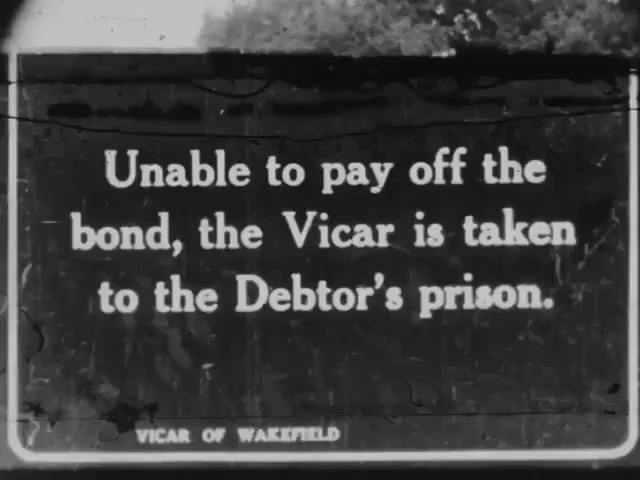 Unable to pay off the
bond, the Vicar is taken
to the Debtor's prison.
VICAR OF WAKEFIELD